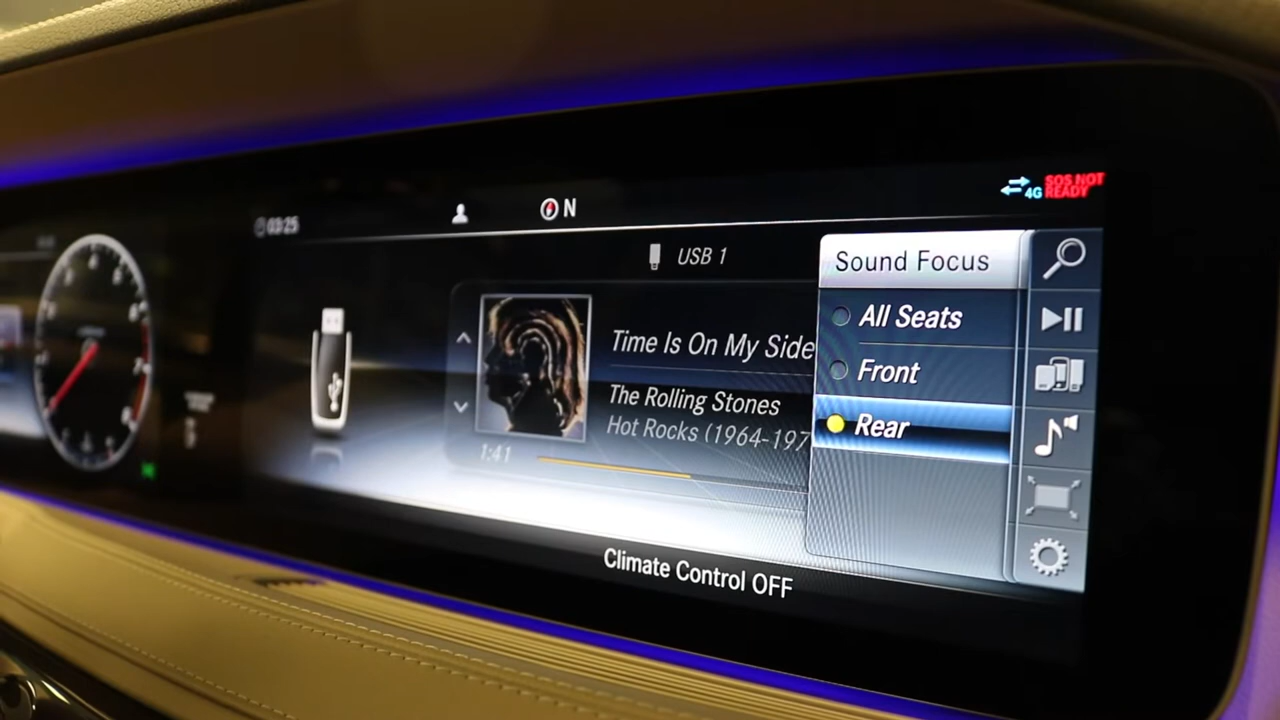 03:25
N
4G
SOS NOT
READY
USB 1
Time Is On My Side
The Rolling Stones
Hot Rocks (1964-197
1:41
Sound Focus
All Seats
Front
Rear
Climate Control OFF